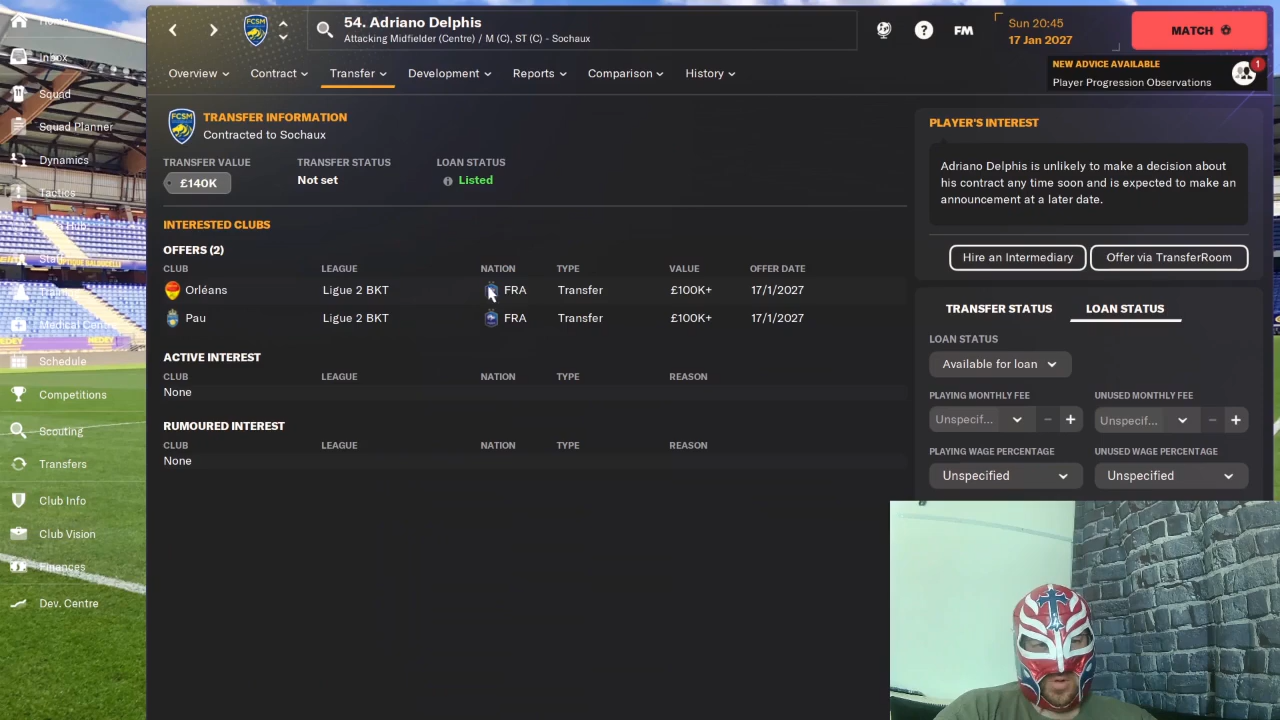 Home
Inbox
Squad
Squad Planner
Dynamics
Tactics
Medical Cent
Schedule
Competitions
Scouting
Transfers
Club Info
Club Vision
Finances
Dev. Centre
54. Adriano Delphis
Attacking Midfielder (Centre) / M (C), ST (C) - Sochaux
FCSM
?
FM
Sun 20:45
17 Jan 2027
MATCH
Overview
Contract
Transfer
Development
Reports
Comparison
History
NEW ADVICE AVAILABLE
Player Progression Observations
1
TRANSFER INFORMATION
Contracted to Sochaux
TRANSFER VALUE
TRANSFER STATUS
LOAN STATUS
£140K
Not set
Listed
INTERESTED CLUBS
OFFERS (2)
CLUB LEAGUE NATION TYPE VALUE OFFER DATE
Orléans Ligue 2 BKT FRA Transfer £100K+ 17/1/2027
Pau Ligue 2 BKT FRA Transfer £100K+ 17/1/2027
ACTIVE INTEREST
CLUB LEAGUE NATION TYPE REASON
None
RUMOURED INTEREST
CLUB LEAGUE NATION TYPE REASON
None
PLAYER'S INTEREST
Adriano Delphis is unlikely to make a decision about
his contract any time soon and is expected to make an
announcement at a later date.
Hire an Intermediary
Offer via TransferRoom
TRANSFER STATUS
LOAN STATUS
LOAN STATUS
Available for loan
PLAYING MONTHLY FEE
UNUSED MONTHLY FEE
Unspecif...
Unspecif...
PLAYING WAGE PERCENTAGE
UNUSED WAGE PERCENTAGE
Unspecified
Unspecified